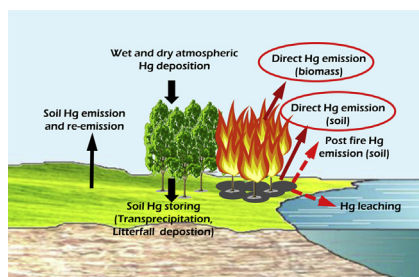 Wet and dry atmospheric
Hg deposition
Direct Hg emission
(biomass)
Soil Hg emission
and re-emission
Direct Hg emission
(soil)
Post fire Hg
emission (soil)
Soil Hg storing
(Transprecipitation,
Litterfall depostion)
Hg leaching